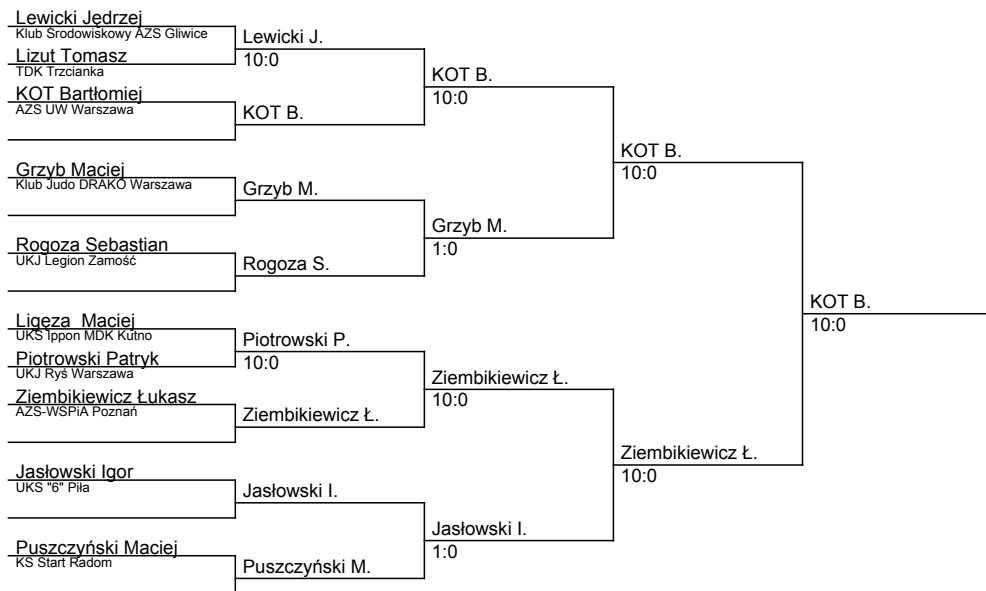 Lewicki Jędrzej
Klub Środowiskowy AZS Gliwice
Lizut Tomasz
TDK Trzcianka
KOT Bartłomiej
AZS UW Warszawa
Grzyb Maciej
Klub Judo DRAKO Warszawa
Rogoza Sebastian
UKJ Legion Zamość
Ligęza  Maciej
UKS Ippon MDK Kutno
Piotrowski Patryk
UKJ Ryś Warszawa
Ziembikiewicz Łukasz
AZS-WSPiA Poznań
Jasłowski Igor
UKS "6" Piła
Puszczyński Maciej
KS Start Radom
Lewicki J.
10:0
KOT B.
Grzyb M.
Rogoza S.
Piotrowski P.
10:0
Ziembikiewicz Ł.
Jasłowski I.
Puszczyński M.
KOT B.
10:0
Grzyb M.
1:0
Ziembikiewicz Ł.
10:0
Jasłowski I.
1:0
KOT B.
10:0
Ziembikiewicz Ł.
10:0
KOT B.
10:0